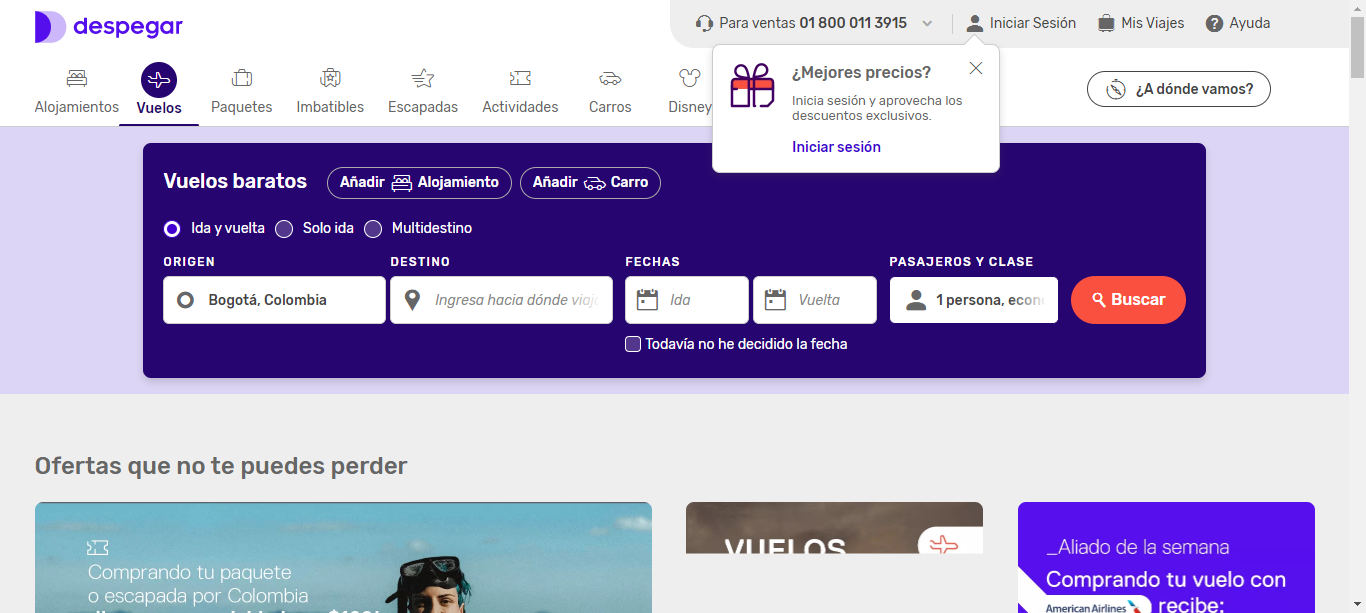 despegar
Para ventas 01 800 011 3915
Iniciar Sesión
Mis Viajes
Ayuda
Alojamientos
Vuelos
Paquetes
Imbatibles
Escapadas
Actividades
Carros
Disney
¿Mejores precios?
Inicia sesión y aprovecha los
descuentos exclusivos.
Iniciar sesión
¿A dónde vamos?
Vuelos baratos
Añadir Alojamiento
Añadir Carro
Ida y vuelta
Solo ida
Multidestino
ORIGEN
DESTINO
FECHAS
PASAJEROS Y CLASE
Bogotá, Colombia
Ingresa hacia dónde viaj
Ida
Vuelta
1 persona, econ
Buscar
Todavía no he decidido la fecha
Ofertas que no te puedes perder
Comprando tu paquete
o escapada por Colombia
VUELOS
_Aliado de la semana
Comprando tu vuelo con
American Airlines recibe: